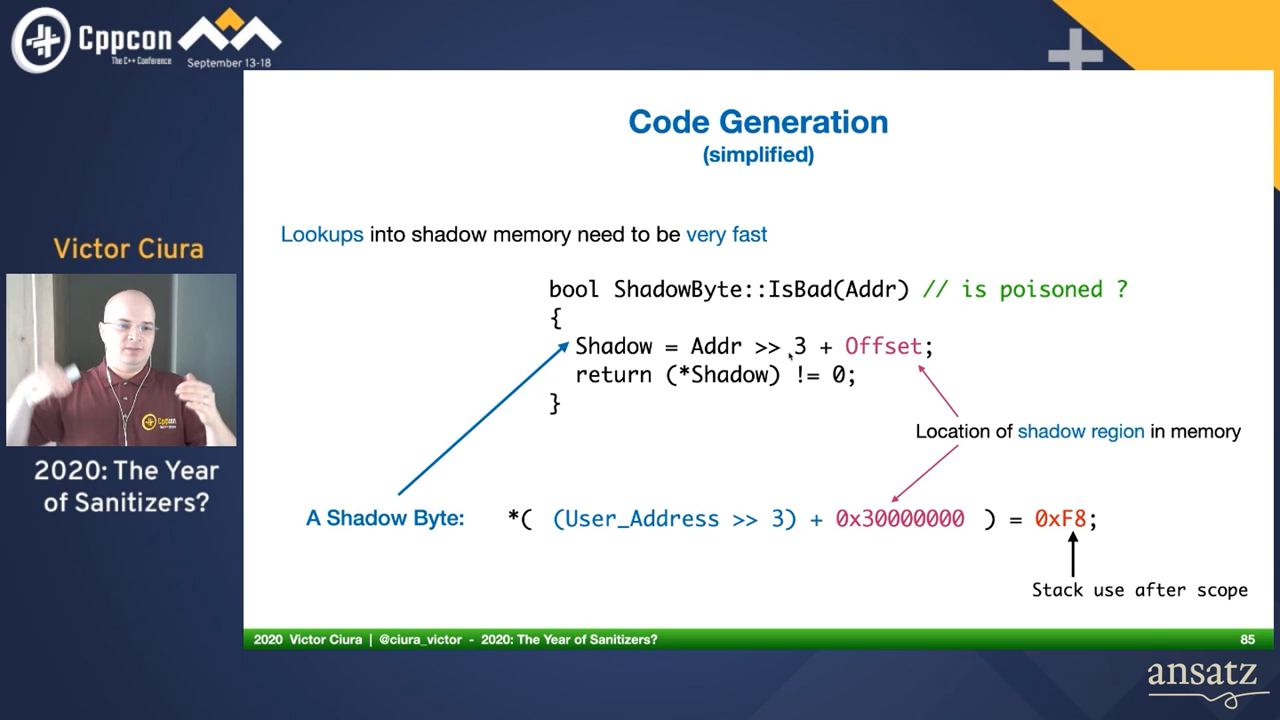 Cppcon
The C++ Conference
September 13-18
Code Generation
(simplified)
Lookups into shadow memory need to be very fast
Victor Ciura
bool ShadowByte::IsBad(Addr) // is poisoned ?
{
Shadow = Addr >> 3 + Offset;
return (*Shadow) != 0;
}
Cppcon
Location of shadow region in memory
2020: The Year
of Sanitizers?
A Shadow Byte: *( (User_Address >> 3) + 0x30000000 ) = 0xF8;
Stack use after scope
2020 Victor Ciura | @ciura_victor - 2020: The Year of Sanitizers? 85
ansatz